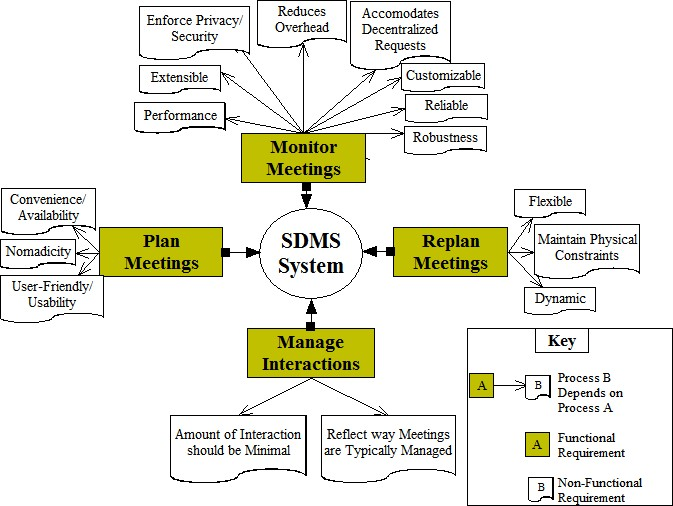 Enforce Privacy/
Security
Reduces
Overhead
Accomodates
Decentralized
Requests
Extensible
Customizable
Performance
Reliable
Robustness
Monitor
Meetings
Convenience/
Availability
Nomadicity
User-Friendly/
Usability
Plan
Meetings
SDMS
System
Replan
Meetings
Flexible
Maintain Physical
Constraints
Dynamic
Manage
Interactions
Amount of Interaction
should be Minimal
Reflect way Meetings
are Typically Managed
Key
A
B
Process B
Depends on
Process A
A
Functional
Requirement
B
Non-Functional
Requirement